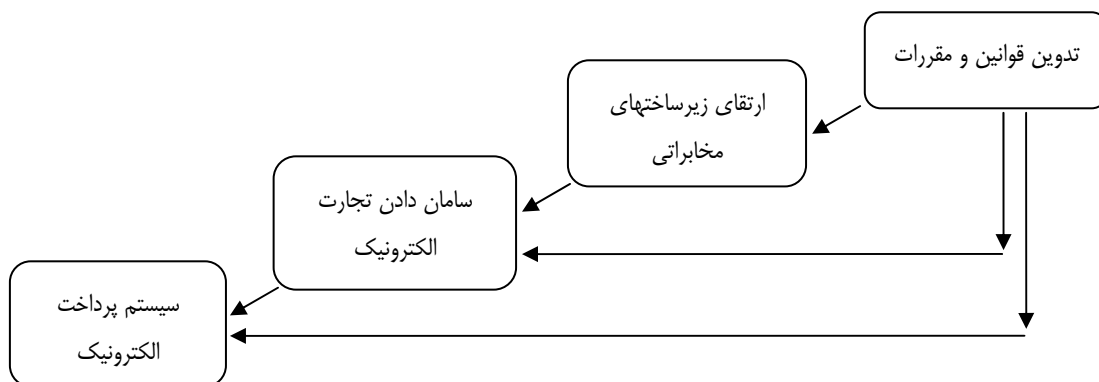 تدوین قوانین و مقررات
ارتقای زیرساختهای
مخابراتی
سامان دادن تجارت
الکترونیک
سیستم پرداخت
الکترونیک